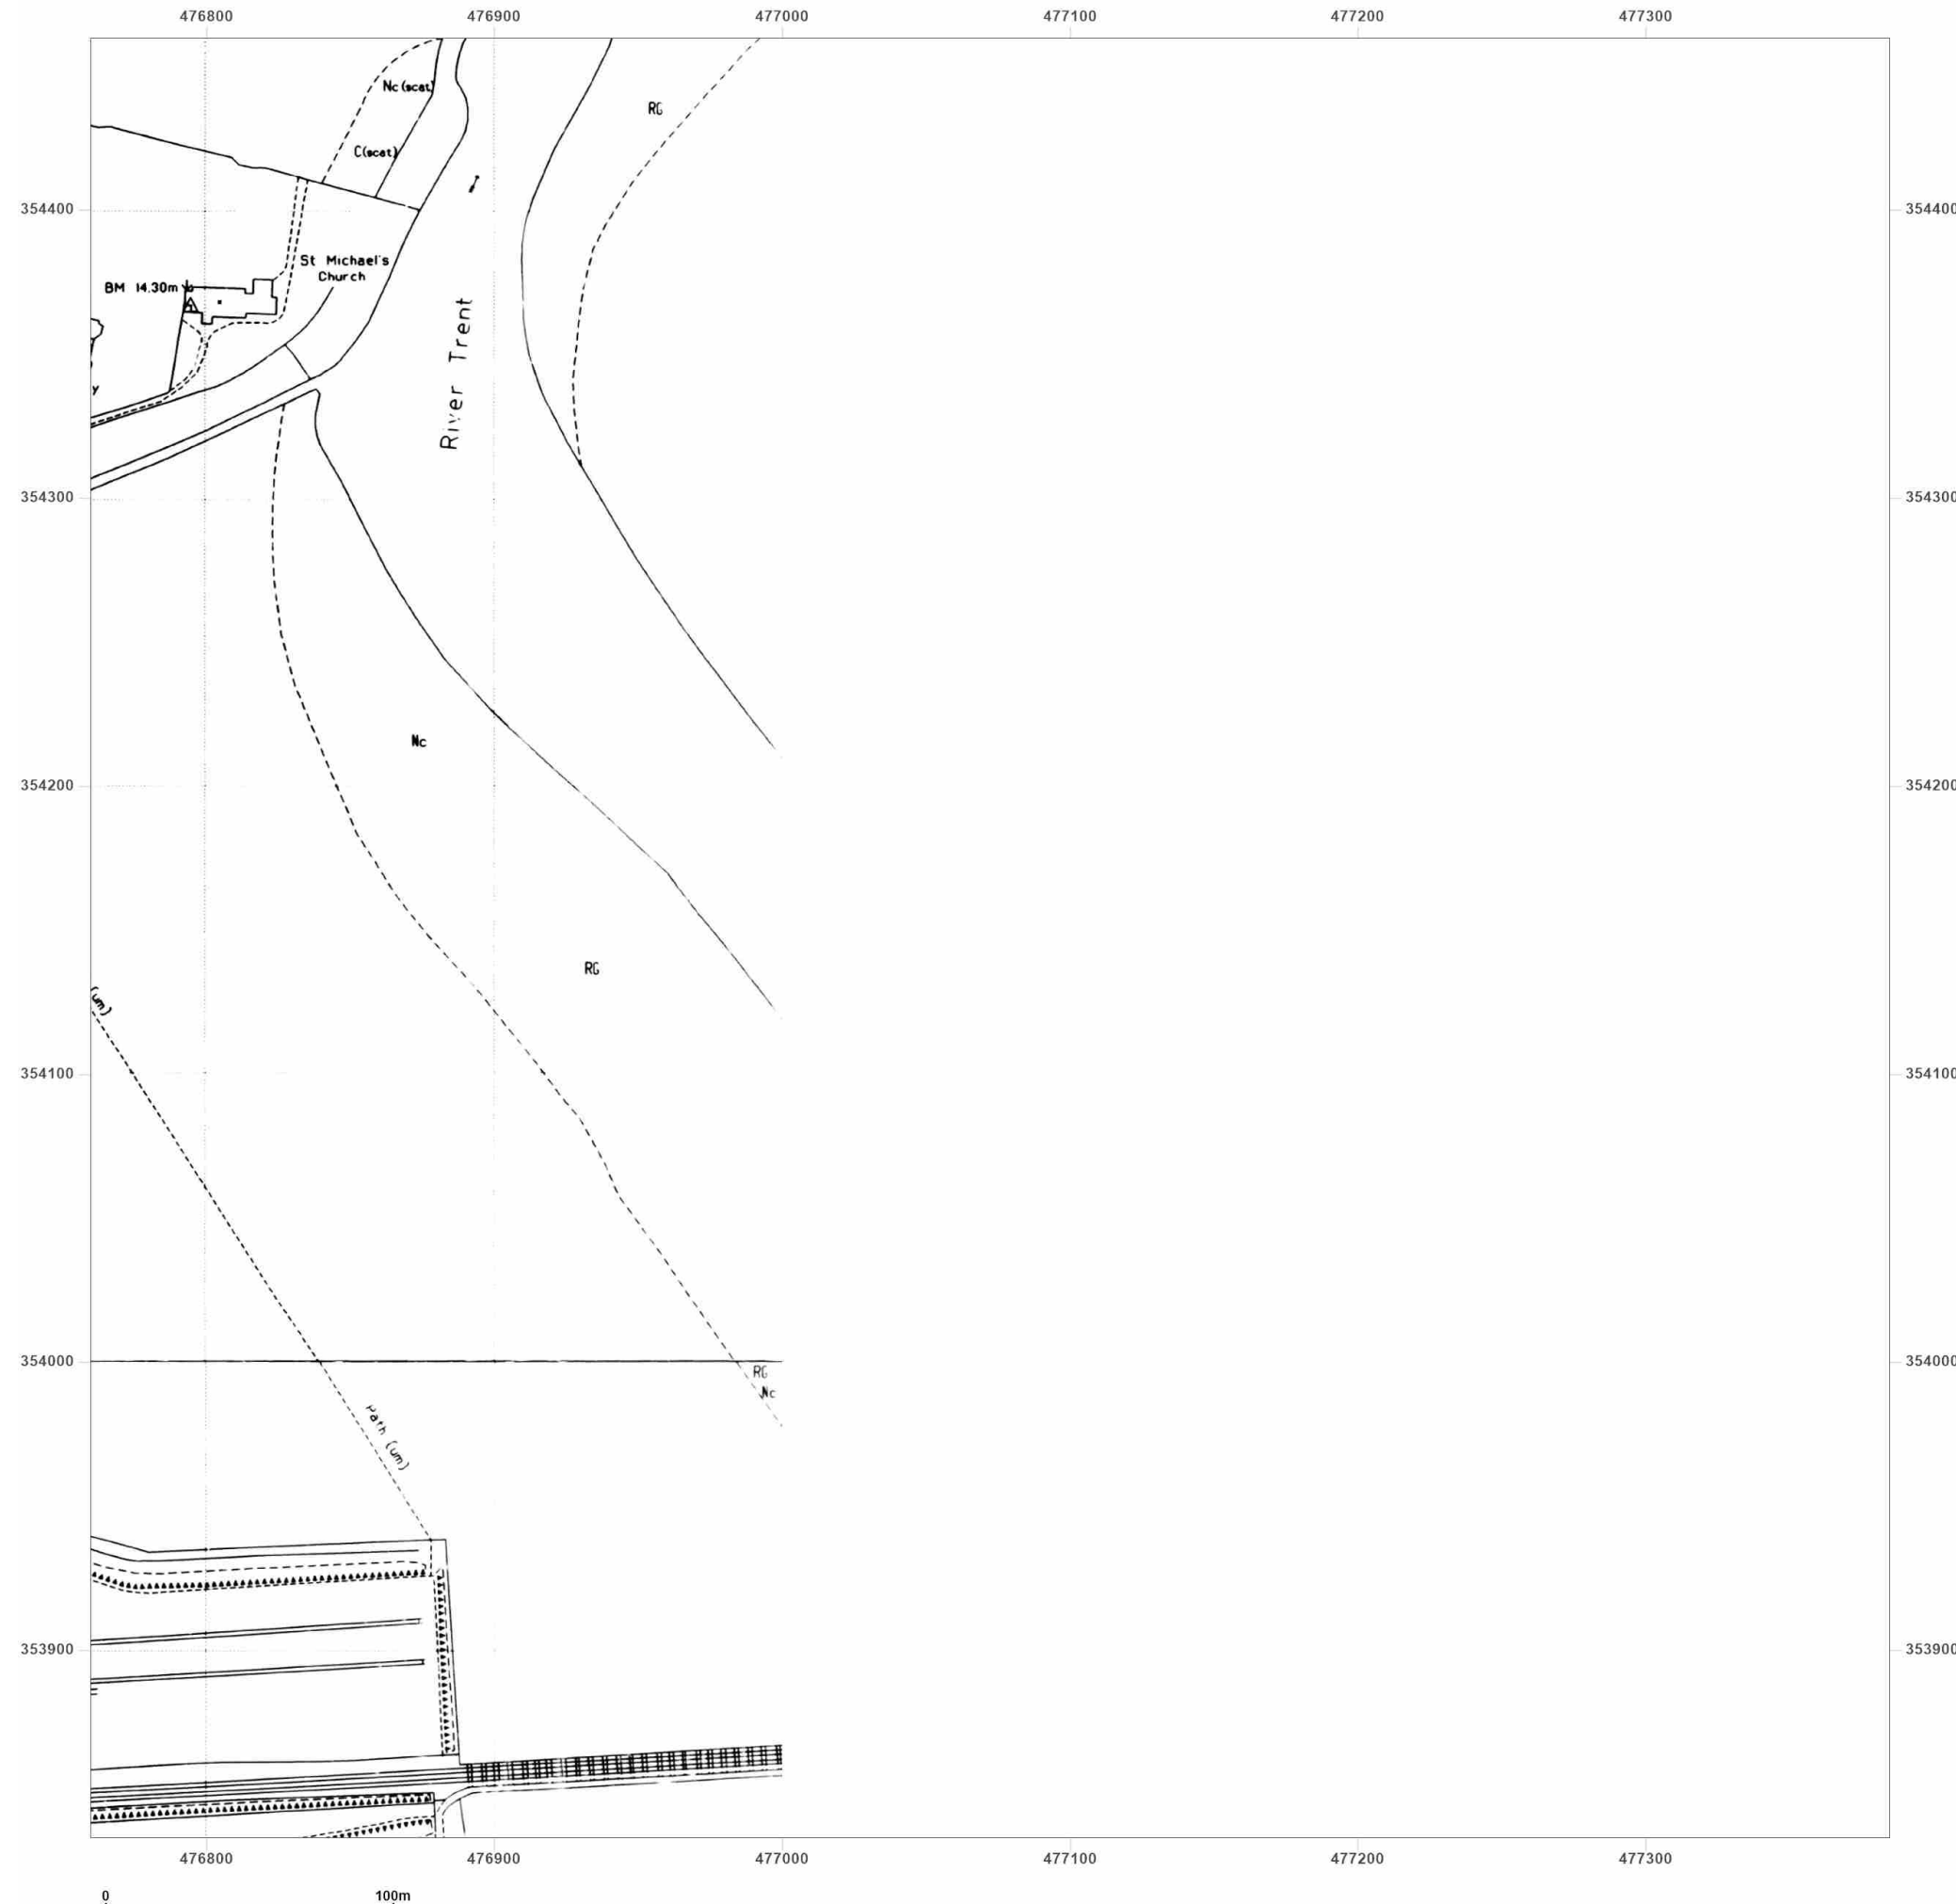 476800 476900 477000 477100 477200 477300
Nc (scat)
RG
C(scat)
354400 354400
St Michael's
Church
BM 14.30m
River Trent
y
354300 354300
Nc
354200 354200
RG
(um)
354100 354100
354000 354000
RG
Nc
Path (um)
353900 353900
476800 476900 477000 477100 477200 477300
0 100m